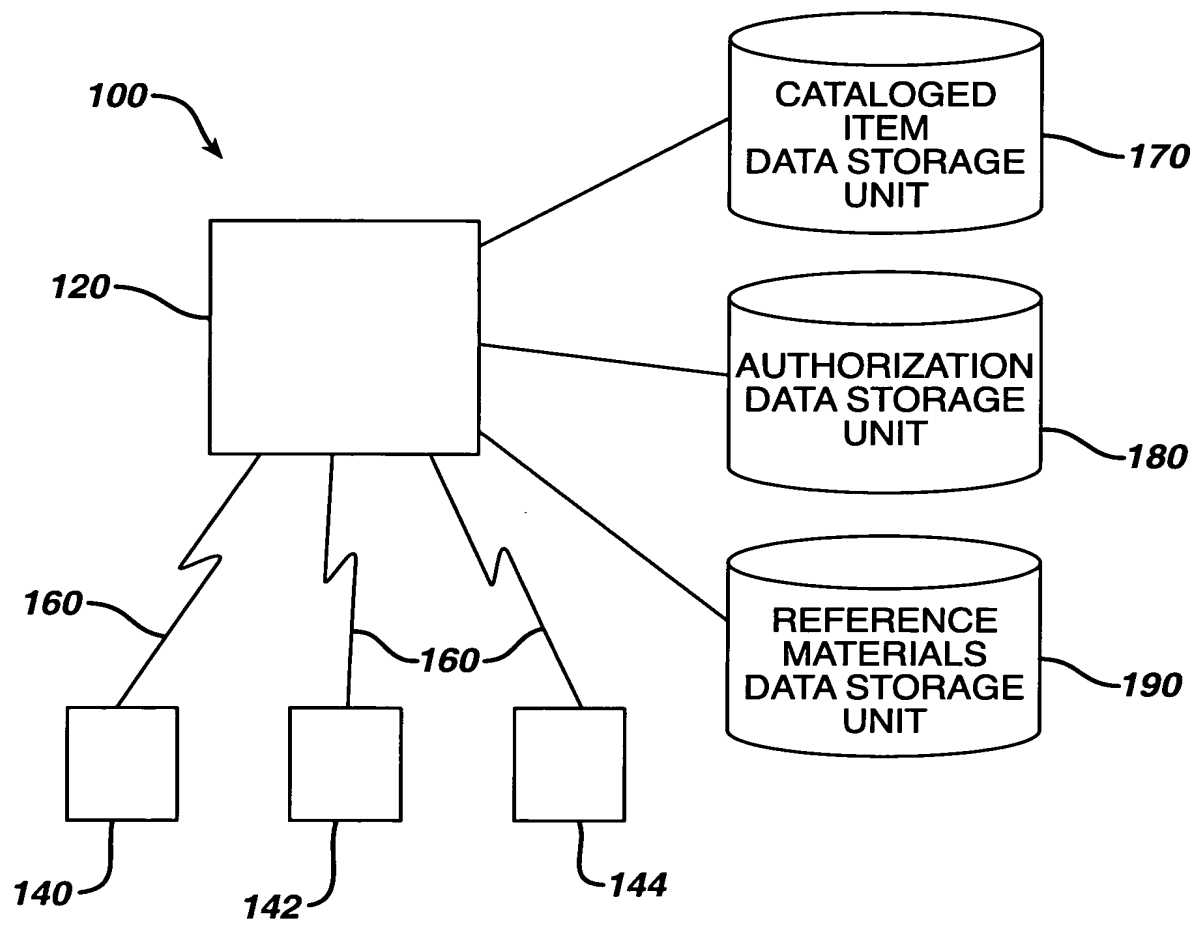 100
CATALOGED
ITEM
DATA STORAGE
UNIT
170
120
AUTHORIZATION
DATA STORAGE
UNIT
180
160
160
REFERENCE
MATERIALS
DATA STORAGE
UNIT
190
140
142
144